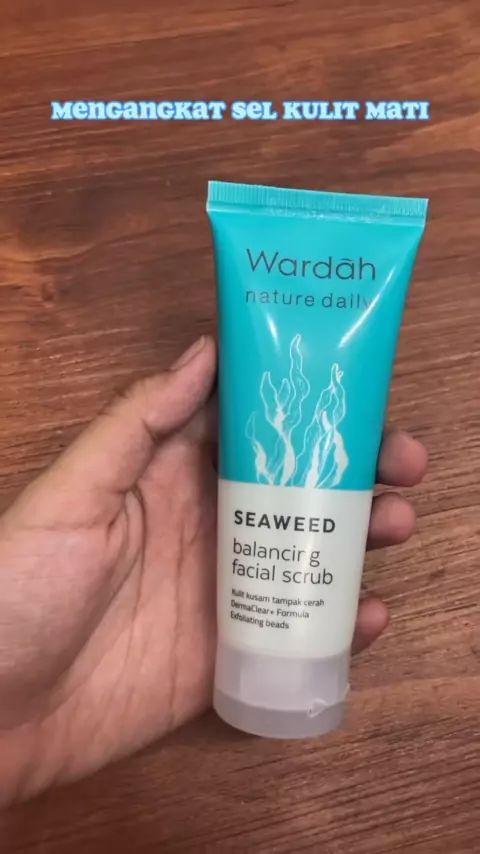 Mengangkat sel kulit mati
Wardah
nature daily
SEAWEED
balancing
facial scrub
Kulit kusam tampak cerah
DermaClear+ Formula
Exfoliating beads